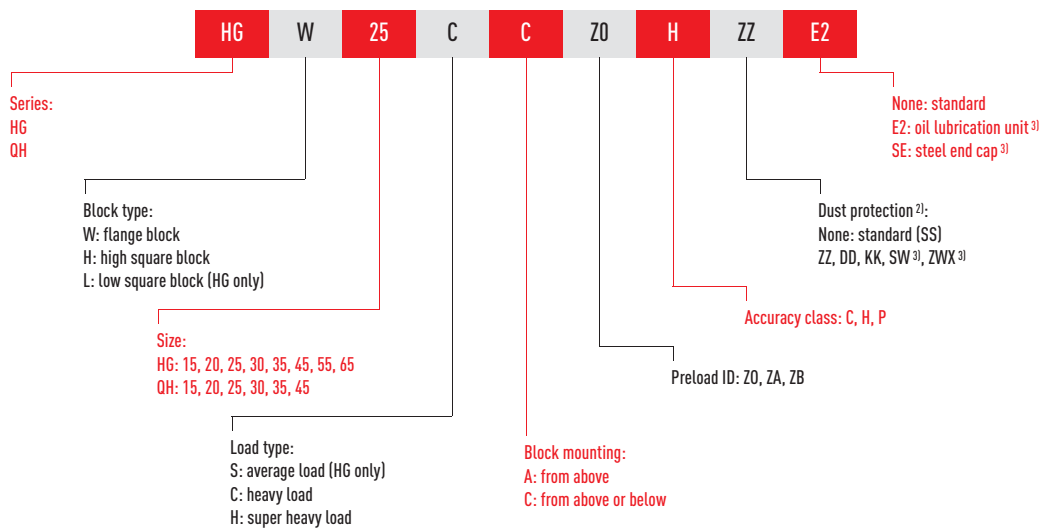 HG W 25 C C Z0 H ZZ E2
Series:
HG
QH
None: standard
E2: oil lubrication unit 3)
SE: steel end cap 3)
Block type:
W: flange block
H: high square block
L: low square block (HG only)
Dust protection 2):
None: standard (SS)
ZZ, DD, KK, SW 3), ZWX 3)
Size:
HG: 15, 20, 25, 30, 35, 45, 55, 65
QH: 15, 20, 25, 30, 35, 45
Accuracy class: C, H, P
Preload ID: Z0, ZA, ZB
Load type:
S: average load (HG only)
C: heavy load
H: super heavy load
Block mounting:
A: from above
C: from above or below